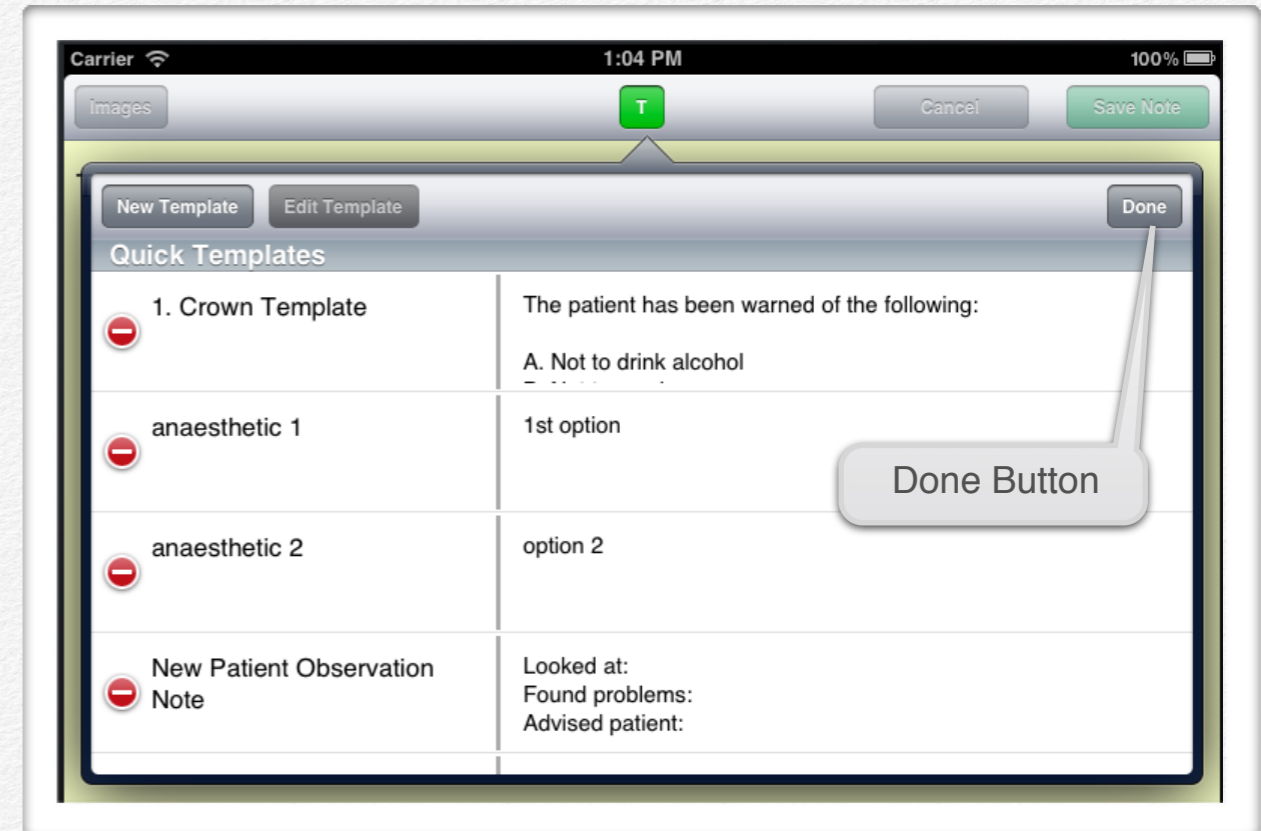 Carrier 1:04 PM 100%
Images T Cancel Save Note
New Template Edit Template Done
Quick Templates
1. Crown Template
The patient has been warned of the following:
A. Not to drink alcohol
anaesthetic 1
1st option
Done Button
anaesthetic 2
option 2
New Patient Observation
Note
Looked at:
Found problems:
Advised patient: